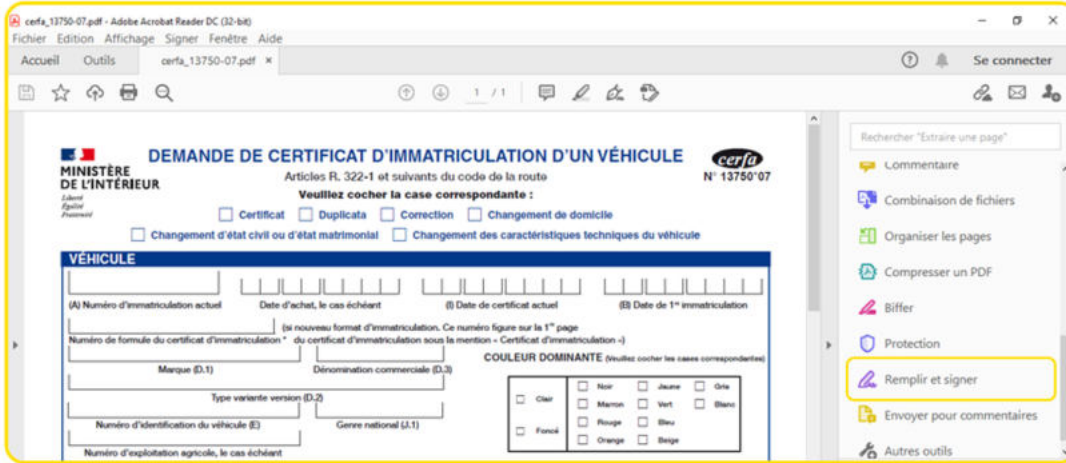 cerfa_13750-07.pdf - Adobe Acrobat Reader DC (32-bit)
Fichier Edition Affichage Signer Fenêtre Aide
Accueil Outils cerfa_13750-07.pdf × Se connecter
1 / 1
MINISTÈRE
DE L'INTÉRIEUR
Liberté
Égalité
Fraternité
DEMANDE DE CERTIFICAT D'IMMATRICULATION D'UN VÉHICULE
Articles R. 322-1 et suivants du code de la route
cerfa
N° 13750*07
Veuillez cocher la case correspondante :
Certificat Duplicata Correction Changement de domicile
Changement d'état civil ou d'état matrimonial Changement des caractéristiques techniques du véhicule
VÉHICULE
(A) Numéro d'immatriculation actuel Date d'achat, le cas échéant (I) Date de certificat actuel (B) Date de 1re immatriculation
(si nouveau format d'immatriculation. Ce numéro figure sur la 1re page
Numéro de formule du certificat d'immatriculation * du certificat d'immatriculation sous la mention « Certificat d'immatriculation »)
Marque (D.1) Dénomination commerciale (D.3)
COULEUR DOMINANTE (Veuillez cocher les cases correspondantes)
Type variante version (D.2)
Clair Noir Jaune Gris
Marron Vert Blanc
Foncé Rouge Bleu
Orange Beige
Numéro d'identification du véhicule (E) Genre national (J.1)
Numéro d'exploitation agricole, le cas échéant
Rechercher "Extraire une page"
Commentaire
Combinaison de fichiers
Organiser les pages
Compresser un PDF
Biffer
Protection
Remplir et signer
Envoyer pour commentaires
Autres outils